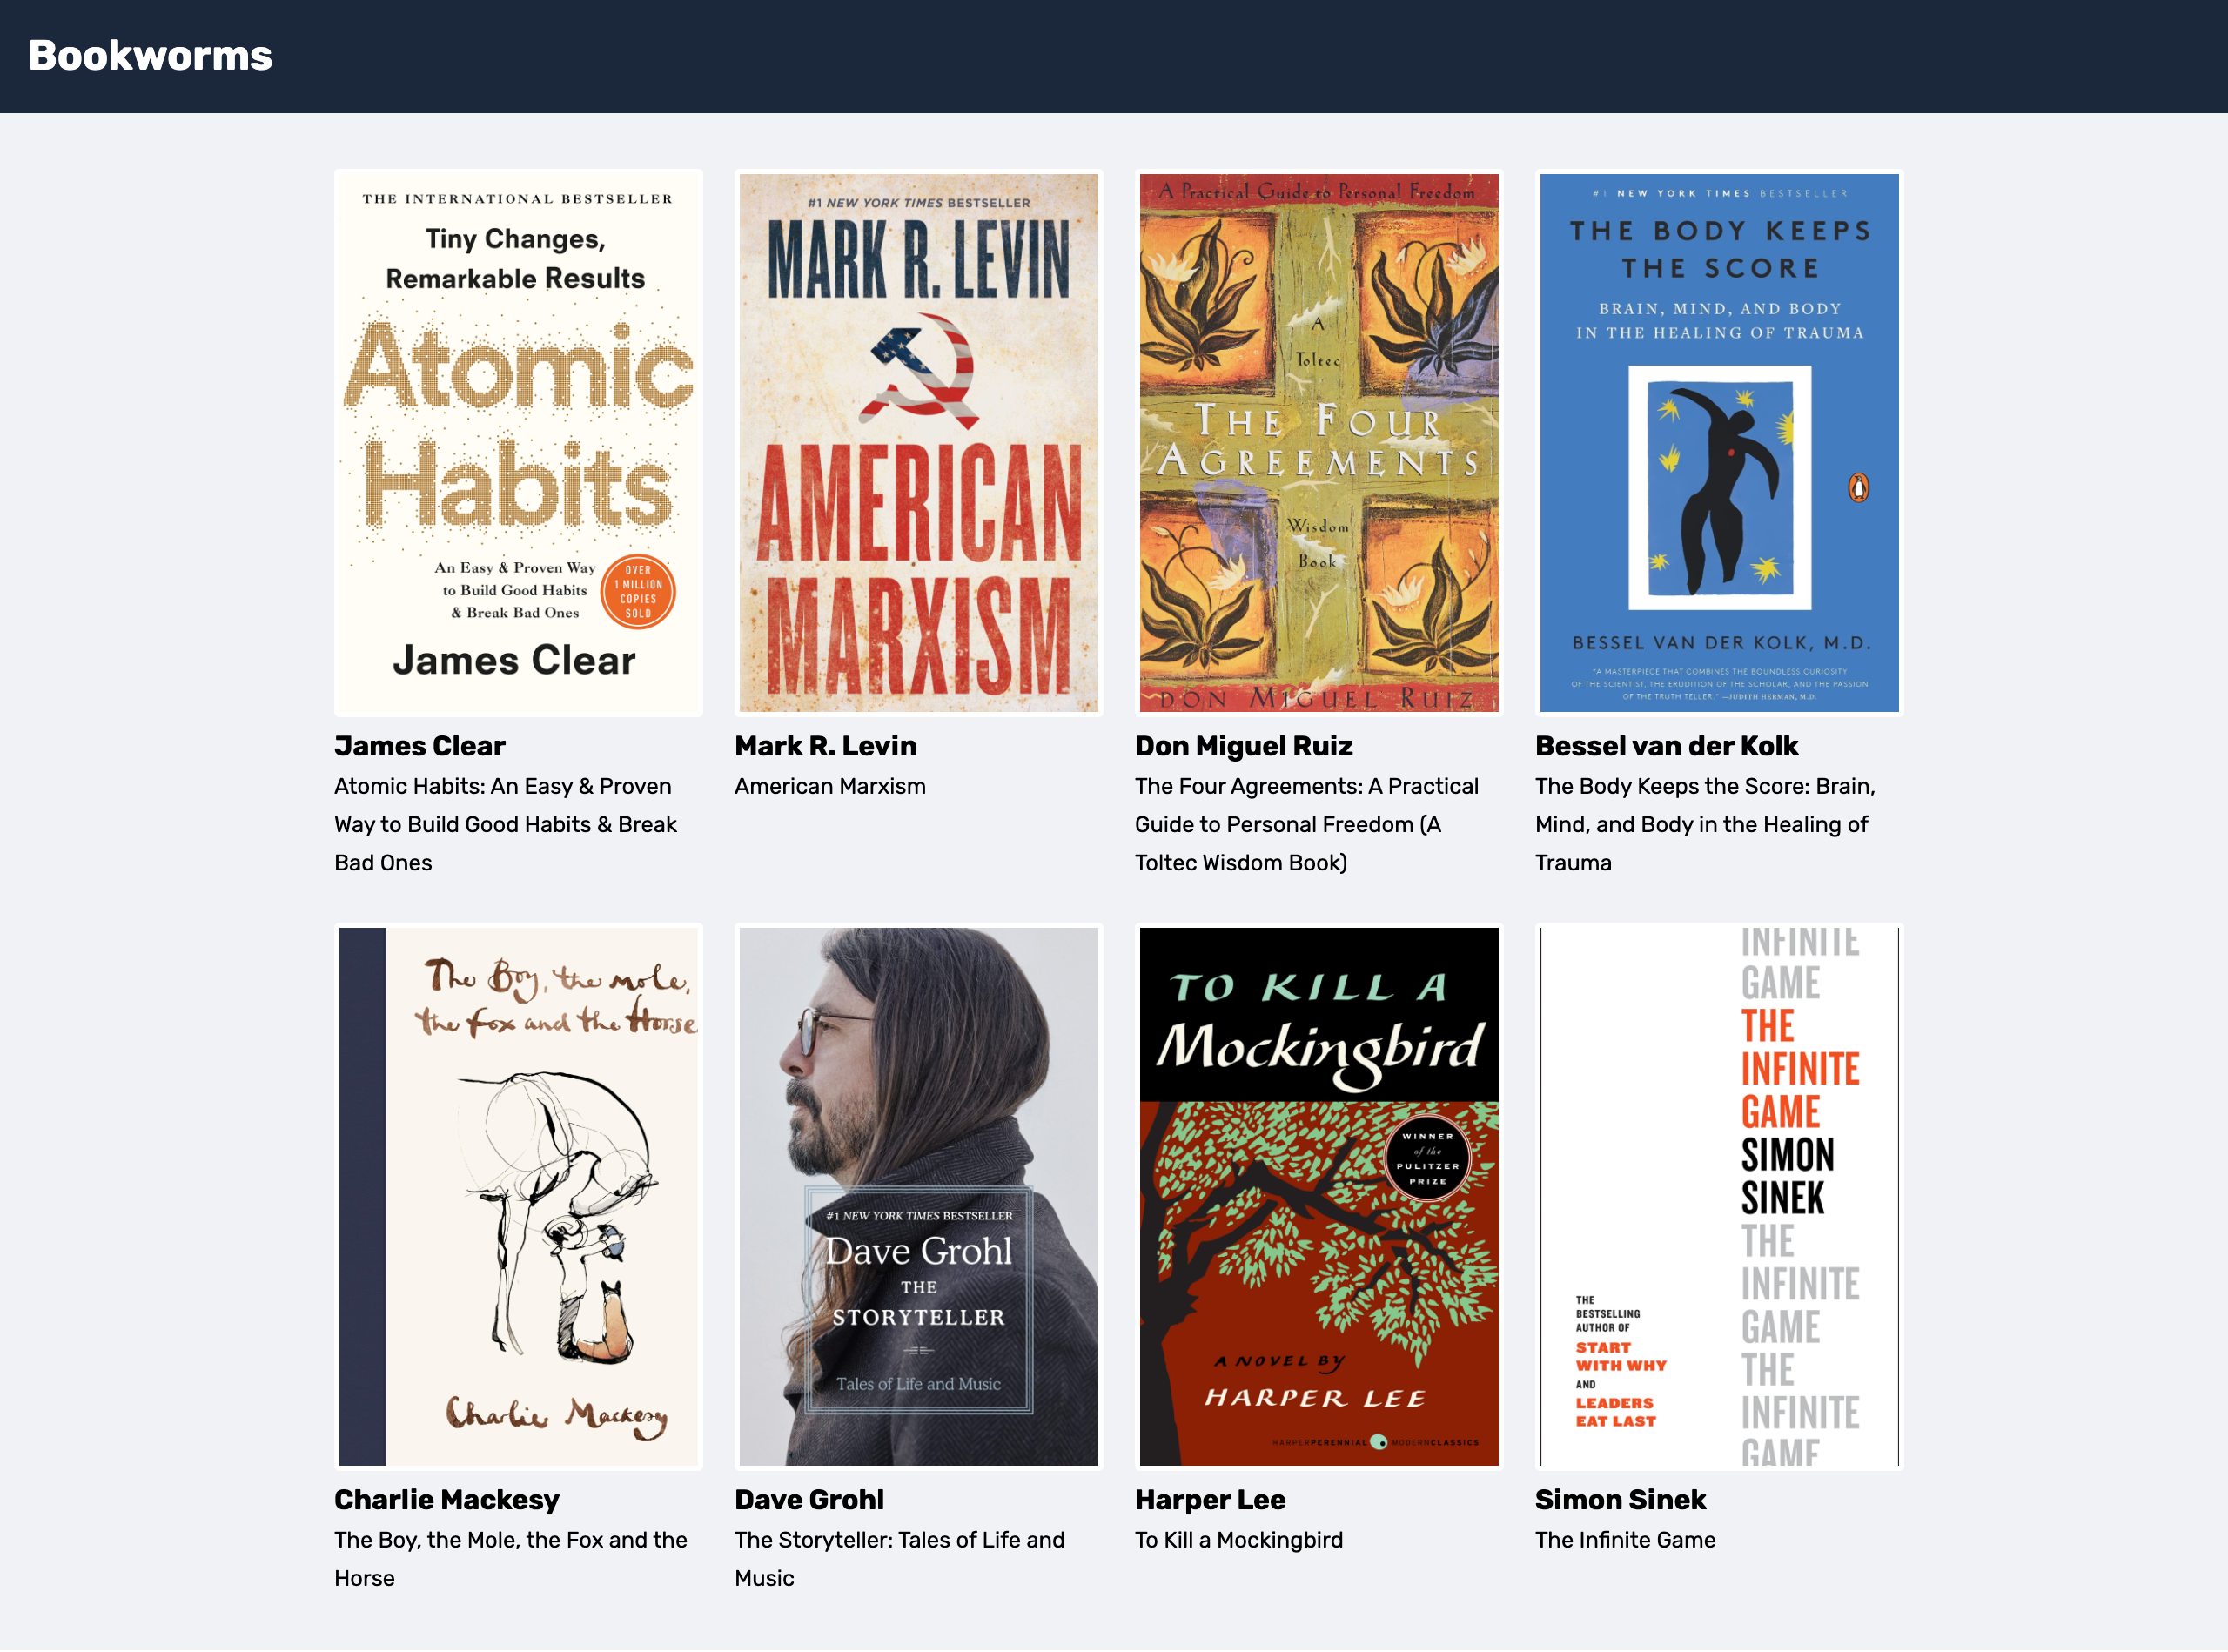 Bookworms
THE INTERNATIONAL BESTSELLER
Tiny Changes,
Remarkable Results
Atomic
Habits
An Easy & Proven Way
to Build Good Habits
& Break Bad Ones
OVER
1 MILLION
COPIES
SOLD
James Clear
James Clear
Atomic Habits: An Easy & Proven
Way to Build Good Habits & Break
Bad Ones
#1 NEW YORK TIMES BESTSELLER
MARK R. LEVIN
AMERICAN
MARXISM
Mark R. Levin
American Marxism
A Practical Guide to Personal Freedom
A
Toltec
THE FOUR
AGREEMENTS
Wisdom
Book
DON MIGUEL RUIZ
Don Miguel Ruiz
The Four Agreements: A Practical
Guide to Personal Freedom (A
Toltec Wisdom Book)
#1 NEW YORK TIMES BESTSELLER
THE BODY KEEPS
THE SCORE
BRAIN, MIND, AND BODY
IN THE HEALING OF TRAUMA
BESSEL VAN DER KOLK, M.D.
"A MASTERPIECE THAT COMBINES THE BOUNDLESS CURIOSITY
OF THE SCIENTIST, THE ERUDITION OF THE SCHOLAR, AND THE PASSION
OF THE TRUTH TELLER." —JUDITH HERMAN, M.D.
Bessel van der Kolk
The Body Keeps the Score: Brain,
Mind, and Body in the Healing of
Trauma
The Boy, the mole,
the fox and the Horse
Charlie Mackesy
Charlie Mackesy
The Boy, the Mole, the Fox and the
Horse
#1 NEW YORK TIMES BESTSELLER
Dave Grohl
THE
STORYTELLER
Tales of Life and Music
Dave Grohl
The Storyteller: Tales of Life and
Music
TO KILL A
Mockingbird
WINNER
of the
PULITZER
PRIZE
A NOVEL BY
HARPER LEE
HARPERPERENNIAL MODERNCLASSICS
Harper Lee
To Kill a Mockingbird
INFINITE
GAME
THE
INFINITE
GAME
SIMON
SINEK
THE
INFINITE
GAME
THE
INFINITE
GAME
THE
BESTSELLING
AUTHOR OF
START
WITH WHY
AND
LEADERS
EAT LAST
Simon Sinek
The Infinite Game